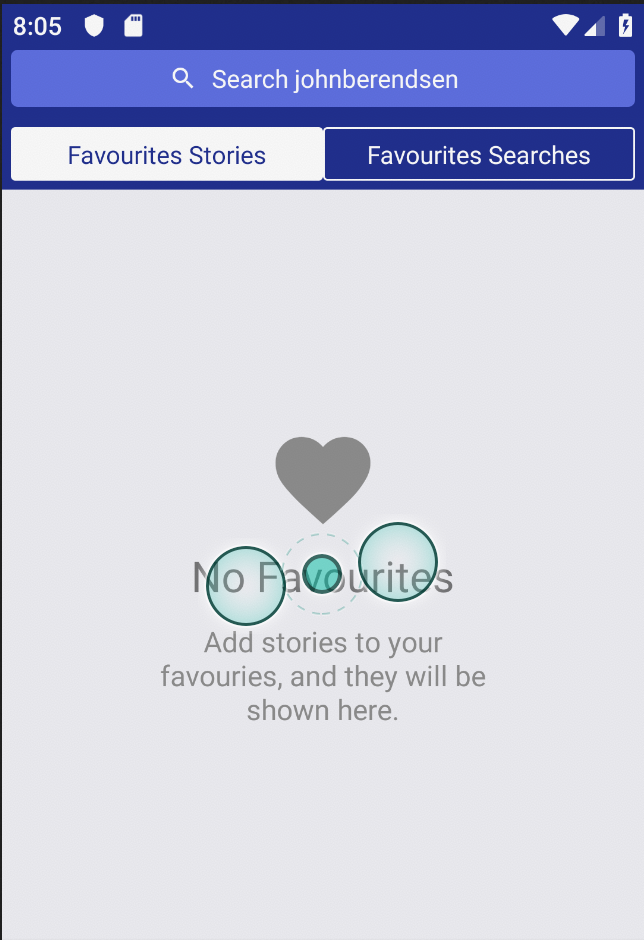 8:05
Search johnberendsen
Favourites Stories
Favourites Searches
No Favourites
Add stories to your
favouries, and they will be
shown here.